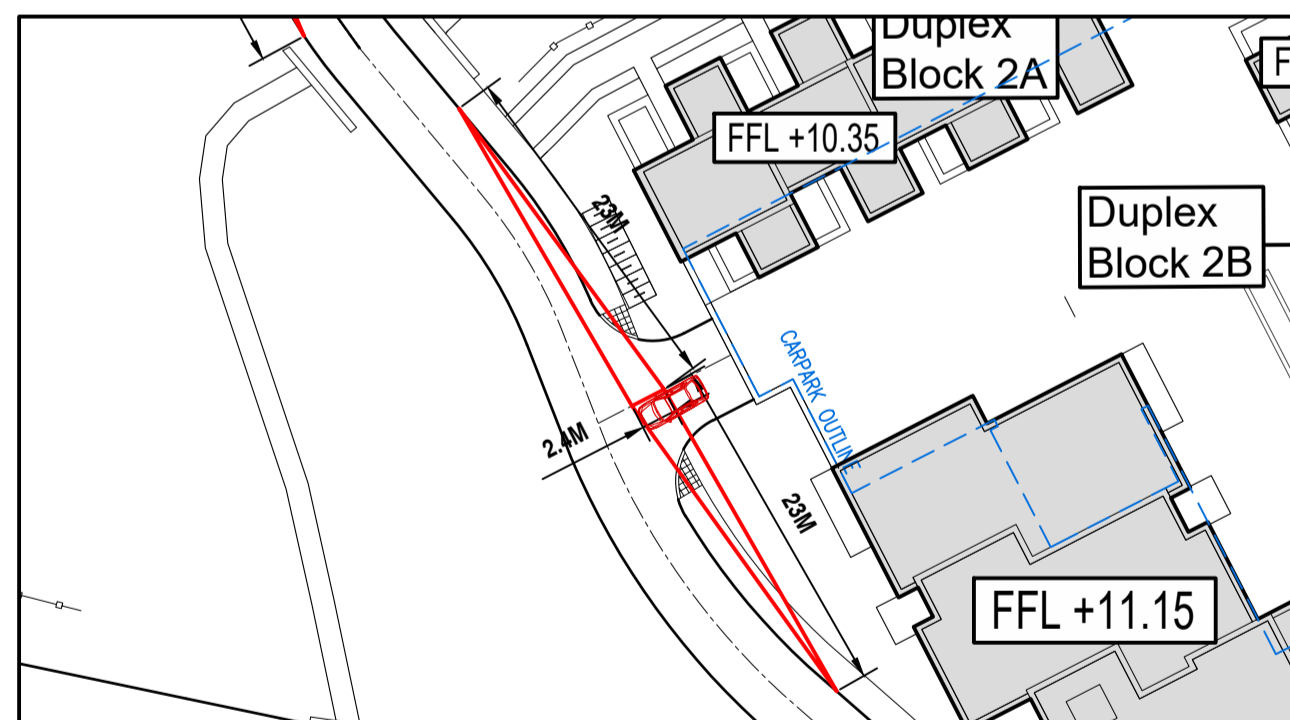 Duplex
Block 2A
F
FFL +10.35
23M
Duplex
Block 2B
CARPARK OUTLINE
2.4M
23M
FFL +11.15